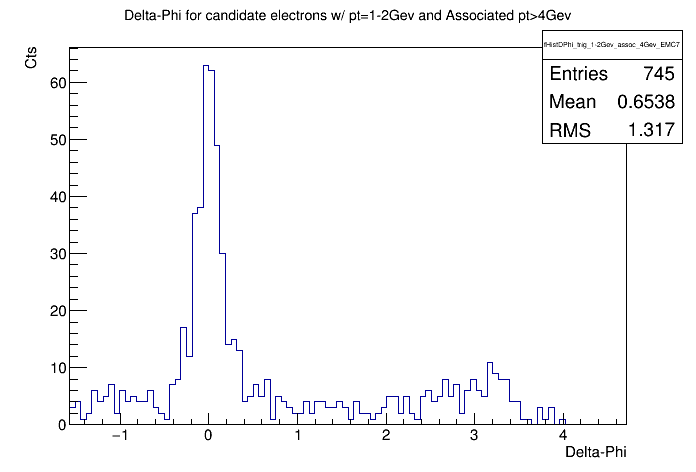 Delta-Phi for candidate electrons w/ pt=1-2Gev and Associated pt>4Gev
fHistDPhi_trig_1-2Gev_assoc_4Gev_EMC7
Entries 745
Mean 0.6538
RMS 1.317
Cts
60
50
40
30
20
10
0
−1 0 1 2 3 4
Delta-Phi